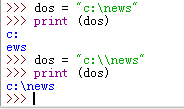 >>> dos = "c:\news"
>>> print (dos)
c:
ews
>>> dos = "c:\\news"
>>> print (dos)
c:\news
>>>